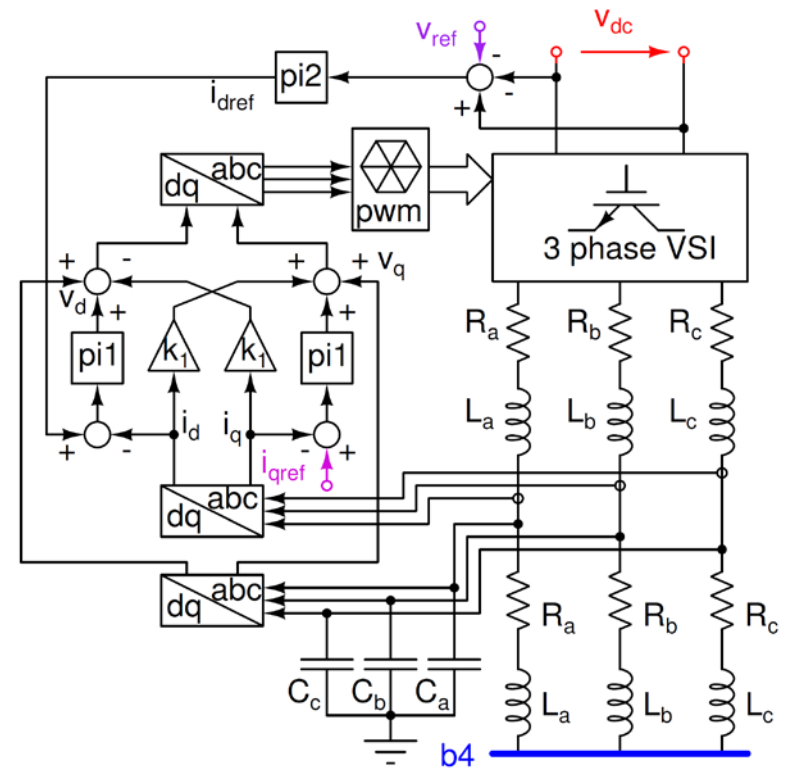 v_ref
v_dc
pi2
-
-
+
i_dref
abc
dq
pwm
3 phase VSI
+
-
+
+ v_q
v_d
+
+
R_a
R_b
R_c
pi1
k_1
k_1
pi1
L_a
L_b
L_c
i_d
i_q
+
-
-
+
i_qref
abc
dq
abc
dq
R_a
R_b
R_c
C_c
C_b
C_a
L_a
L_b
L_c
b4